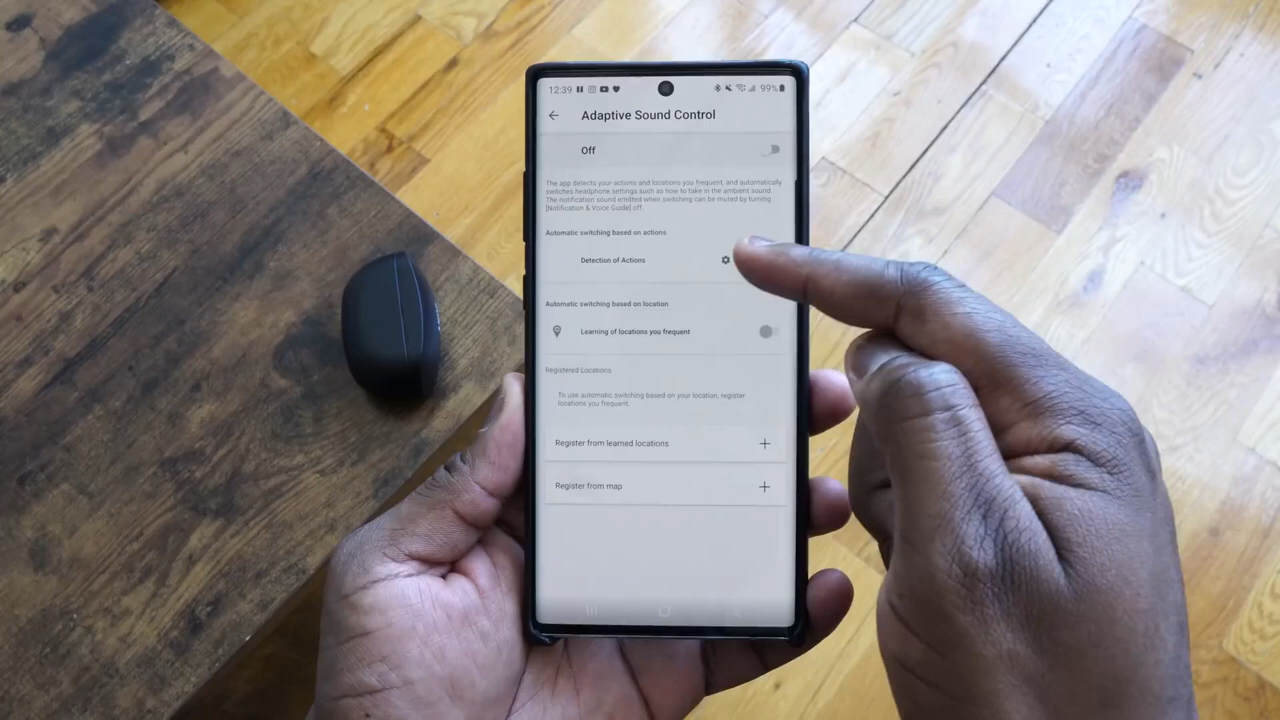 12:39 99%
Adaptive Sound Control
Off
The app detects your actions and locations you frequent, and automatically
switches headphone settings such as how to take in the ambient sound.
The notification sound emitted when switching can be muted by turning
[Notification & Voice Guide] off.
Automatic switching based on actions
Detection of Actions
Automatic switching based on location
Learning of locations you frequent
Registered Locations
To use automatic switching based on your location, register
locations you frequent.
Register from learned locations
Register from map